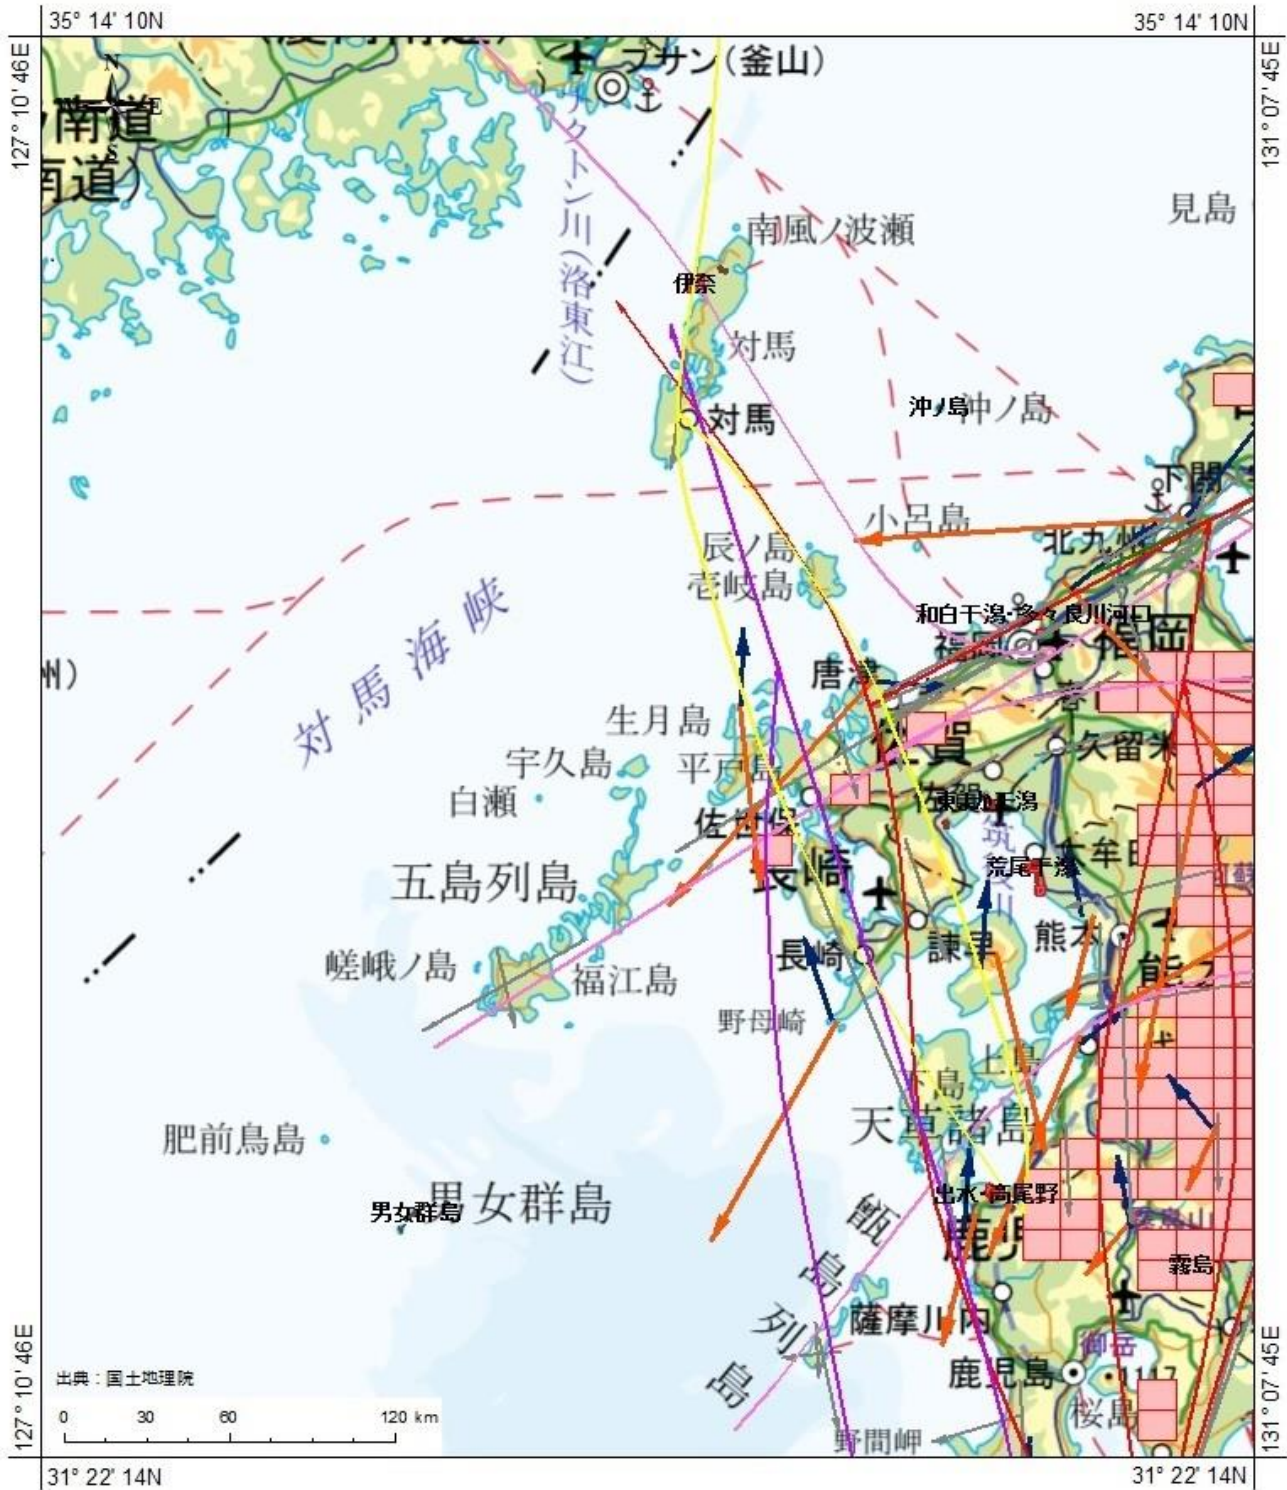 35° 14' 10N
35° 14' 10N
127° 10' 46E
131° 07' 45E
N
E
S
プサン(釜山)
南道
南道)
ナクトン川(洛東江)
見島
南風ノ波瀬
伊奈
対馬
沖ノ島
沖ノ島
対馬
下関
小呂島
北九州
辰ノ島
壱岐島
対馬海峡
和白干潟・多々良川河口
福岡
福岡
州)
唐津
生月島
佐賀
久留米
宇久島
平戸島
白瀬
佐世保
佐賀
筑後川
大牟田
長崎
荒尾干潟
五島列島
熊本
諫早
長崎
嵯峨ノ島
福江島
野母崎
上島
下島
天草諸島
肥前鳥島
男女群島
男女群島
出水・高尾野
鹿児
甑島列島
霧島山
霧島
薩摩川内
御岳
1117
鹿児島
桜島
野間岬
出典：国土地理院
0 30 60 120 km
127° 10' 46E
131° 07' 45E
31° 22' 14N
31° 22' 14N